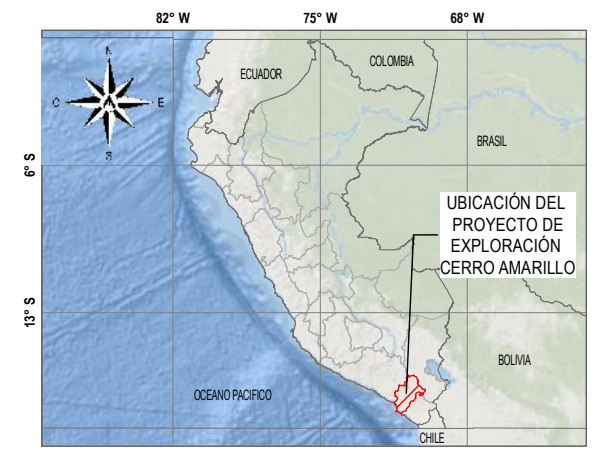 82° W
75° W
68° W
N
O
E
S
ECUADOR
COLOMBIA
BRASIL
6° S
UBICACIÓN DEL
PROYECTO DE
EXPLORACIÓN
CERRO AMARILLO
13° S
BOLIVIA
OCEANO PACIFICO
CHILE